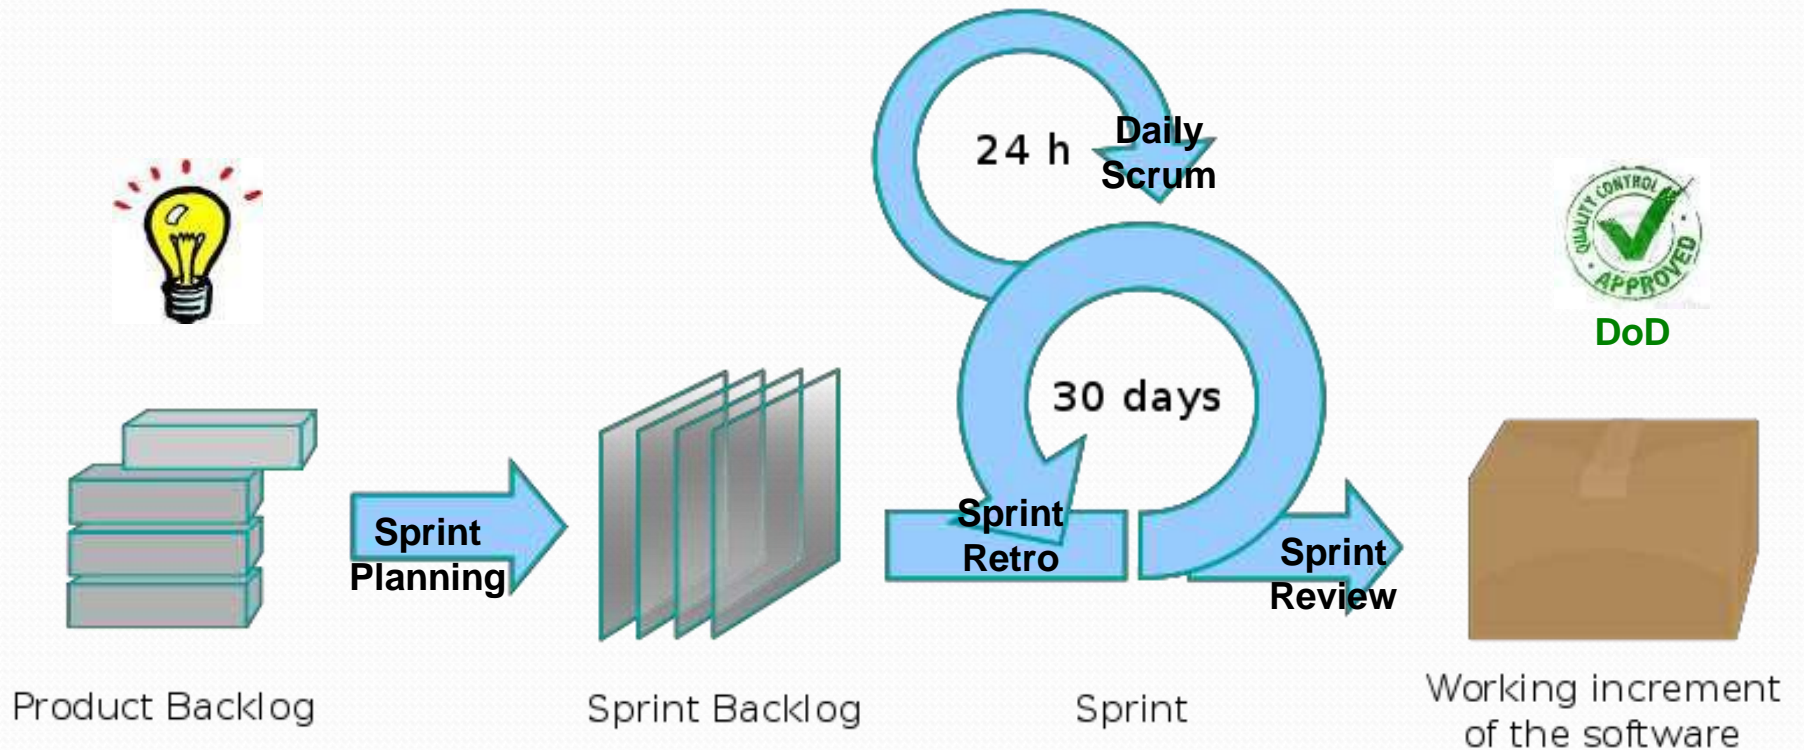 24 h
Daily
Scrum
QUALITY CONTROL
APPROVED
DoD
30 days
Sprint
Planning
Sprint
Retro
Sprint
Review
Product Backlog
Sprint Backlog
Sprint
Working increment
of the software